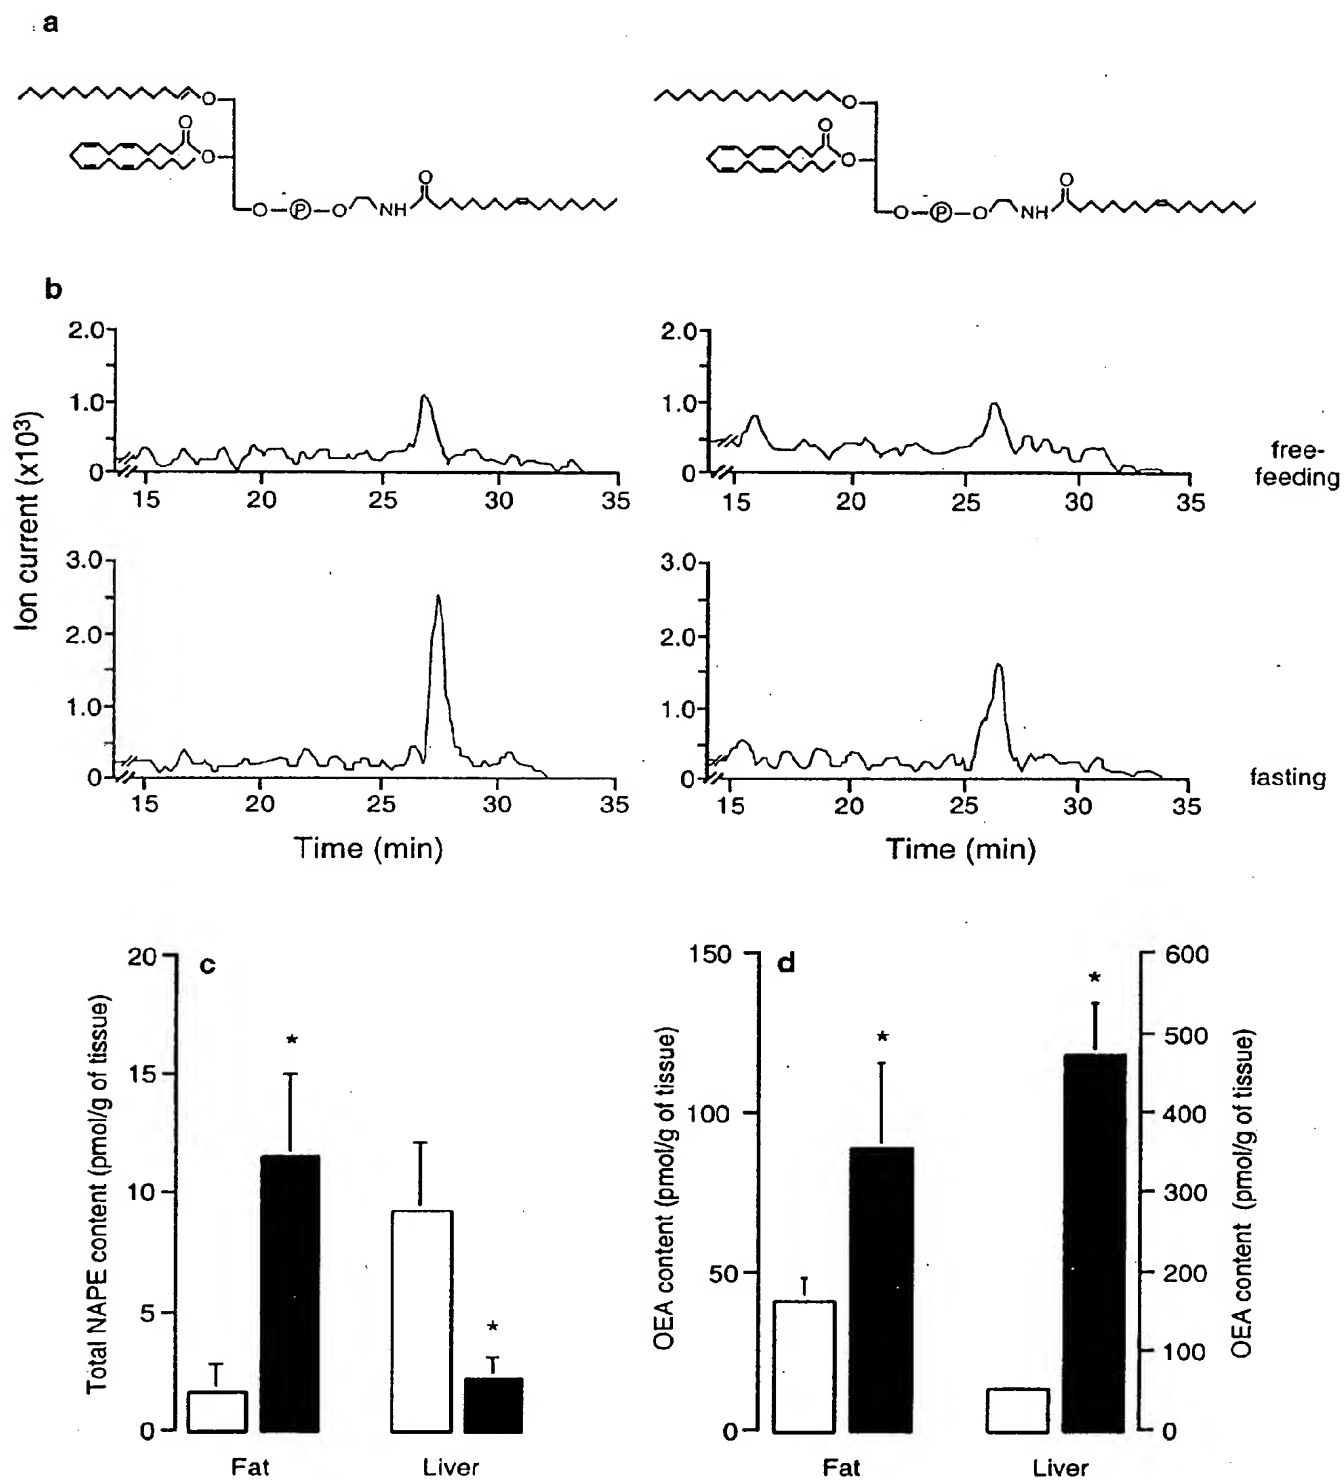 a
O O
O O
O O
O O
O P O NH O P O NH
b
2.0 2.0
1.0 1.0
0 0
15 20 25 30 35 15 20 25 30 35
free-
feeding
Ion current (x10³)
3.0 3.0
2.0 2.0
1.0 1.0
0 0
15 20 25 30 35 15 20 25 30 35
fasting
Time (min) Time (min)
c
20
15
10
5
0
Total NAPE content (pmol/g of tissue)
*
*
Fat Liver
d
150
100
50
0
OEA content (pmol/g of tissue)
*
*
600
500
400
300
200
100
0
OEA content (pmol/g of tissue)
Fat Liver